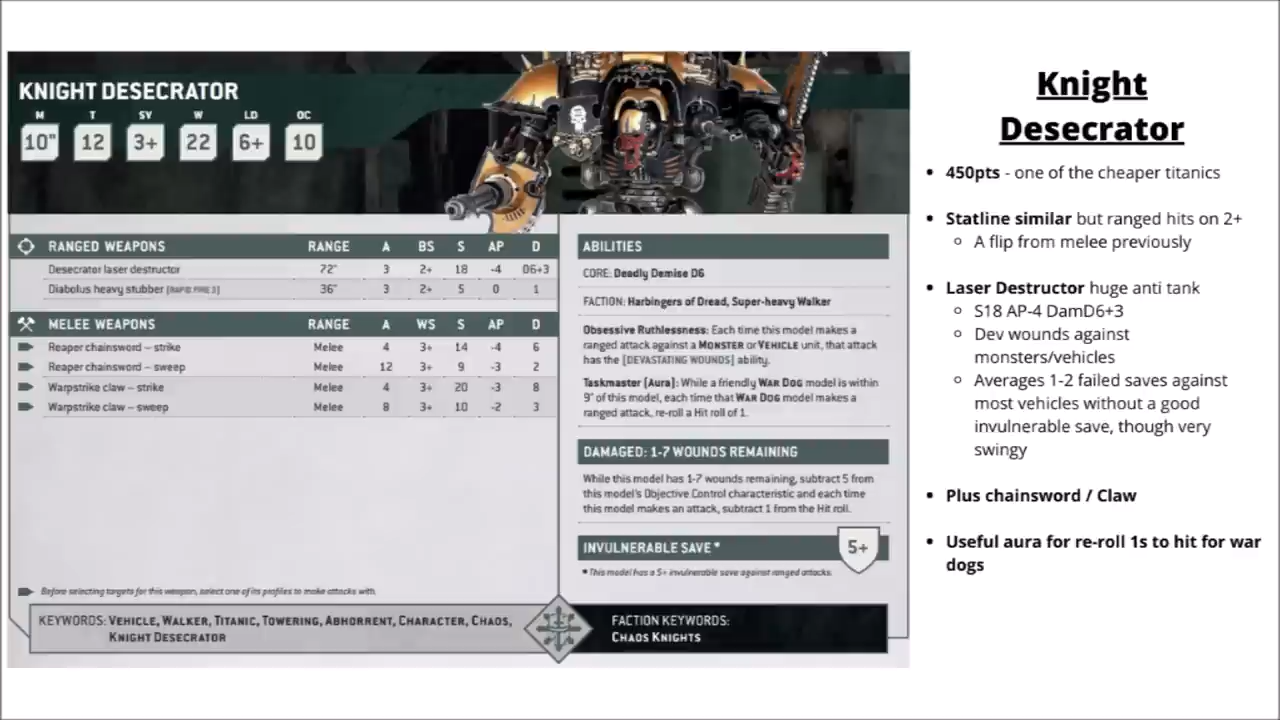 KNIGHT DESECRATOR
M T SV W LD OC
10" 12 3+ 22 6+ 10
RANGED WEAPONS RANGE A BS S AP D
Desecrator laser destructor 72" 3 2+ 18 -4 D6+3
Diabolus heavy stubber [RAPID FIRE 3] 36" 3 2+ 5 0 1
MELEE WEAPONS RANGE A WS S AP D
Reaper chainsword – strike Melee 4 3+ 14 -4 6
Reaper chainsword – sweep Melee 12 3+ 9 -3 2
Warpstrike claw – strike Melee 4 3+ 20 -3 8
Warpstrike claw – sweep Melee 8 3+ 10 -2 3
Before selecting targets for this weapon, select one of its profiles to make attacks with.
ABILITIES
CORE: Deadly Demise D6
FACTION: Harbingers of Dread, Super-heavy Walker
Obsessive Ruthlessness: Each time this model makes a
ranged attack against a MONSTER or VEHICLE unit, that attack
has the [DEVASTATING WOUNDS] ability.
Taskmaster (Aura): While a friendly WAR DOG model is within
9" of this model, each time that WAR DOG model makes a
ranged attack, re-roll a Hit roll of 1.
DAMAGED: 1-7 WOUNDS REMAINING
While this model has 1-7 wounds remaining, subtract 5 from
this model's Objective Control characteristic and each time
this model makes an attack, subtract 1 from the Hit roll.
INVULNERABLE SAVE* 5+
* This model has a 5+ invulnerable save against ranged attacks.
KEYWORDS: VEHICLE, WALKER, TITANIC, TOWERING, ABHORRENT, CHARACTER, CHAOS,
KNIGHT DESECRATOR
FACTION KEYWORDS:
CHAOS KNIGHTS
Knight
Desecrator
• 450pts - one of the cheaper titanics
• Statline similar but ranged hits on 2+
○ A flip from melee previously
• Laser Destructor huge anti tank
○ S18 AP-4 DamD6+3
○ Dev wounds against
monsters/vehicles
○ Averages 1-2 failed saves against
most vehicles without a good
invulnerable save, though very
swingy
• Plus chainsword / Claw
• Useful aura for re-roll 1s to hit for war
dogs